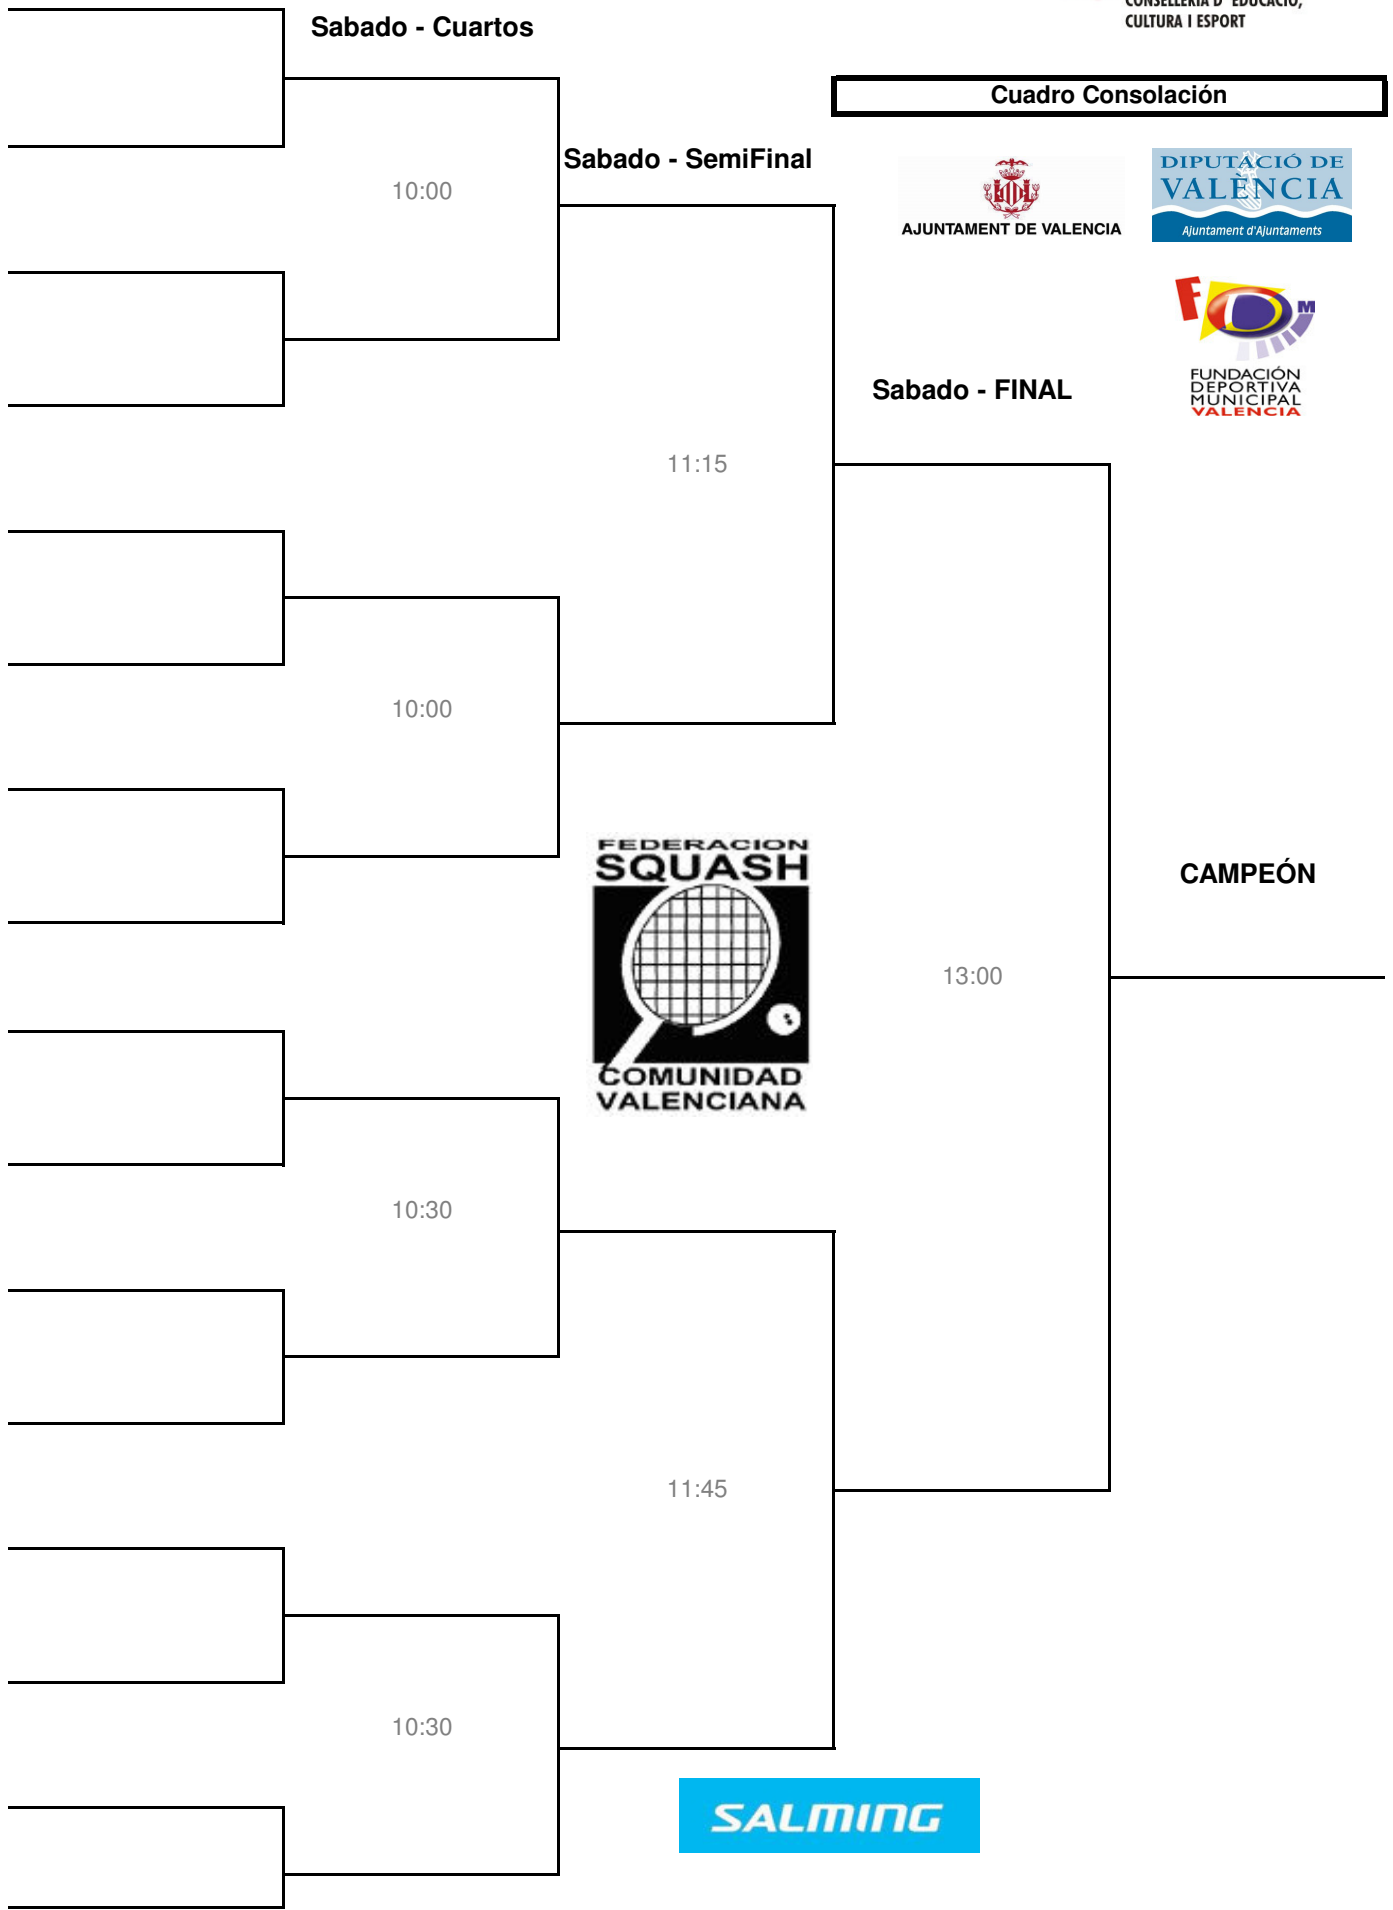 CONSELLERIA D' EDUCACIÓ,
CULTURA I ESPORT
Sabado - Cuartos
Cuadro Consolación
Sabado - SemiFinal
10:00
AJUNTAMENT DE VALENCIA
DIPUTACIÓ DE
VALÈNCIA
Ajuntament d'Ajuntaments
F D M
FUNDACIÓN
DEPORTIVA
MUNICIPAL
VALENCIA
Sabado - FINAL
11:15
10:00
FEDERACION
SQUASH
COMUNIDAD
VALENCIANA
CAMPEÓN
13:00
10:30
11:45
10:30
SALMING